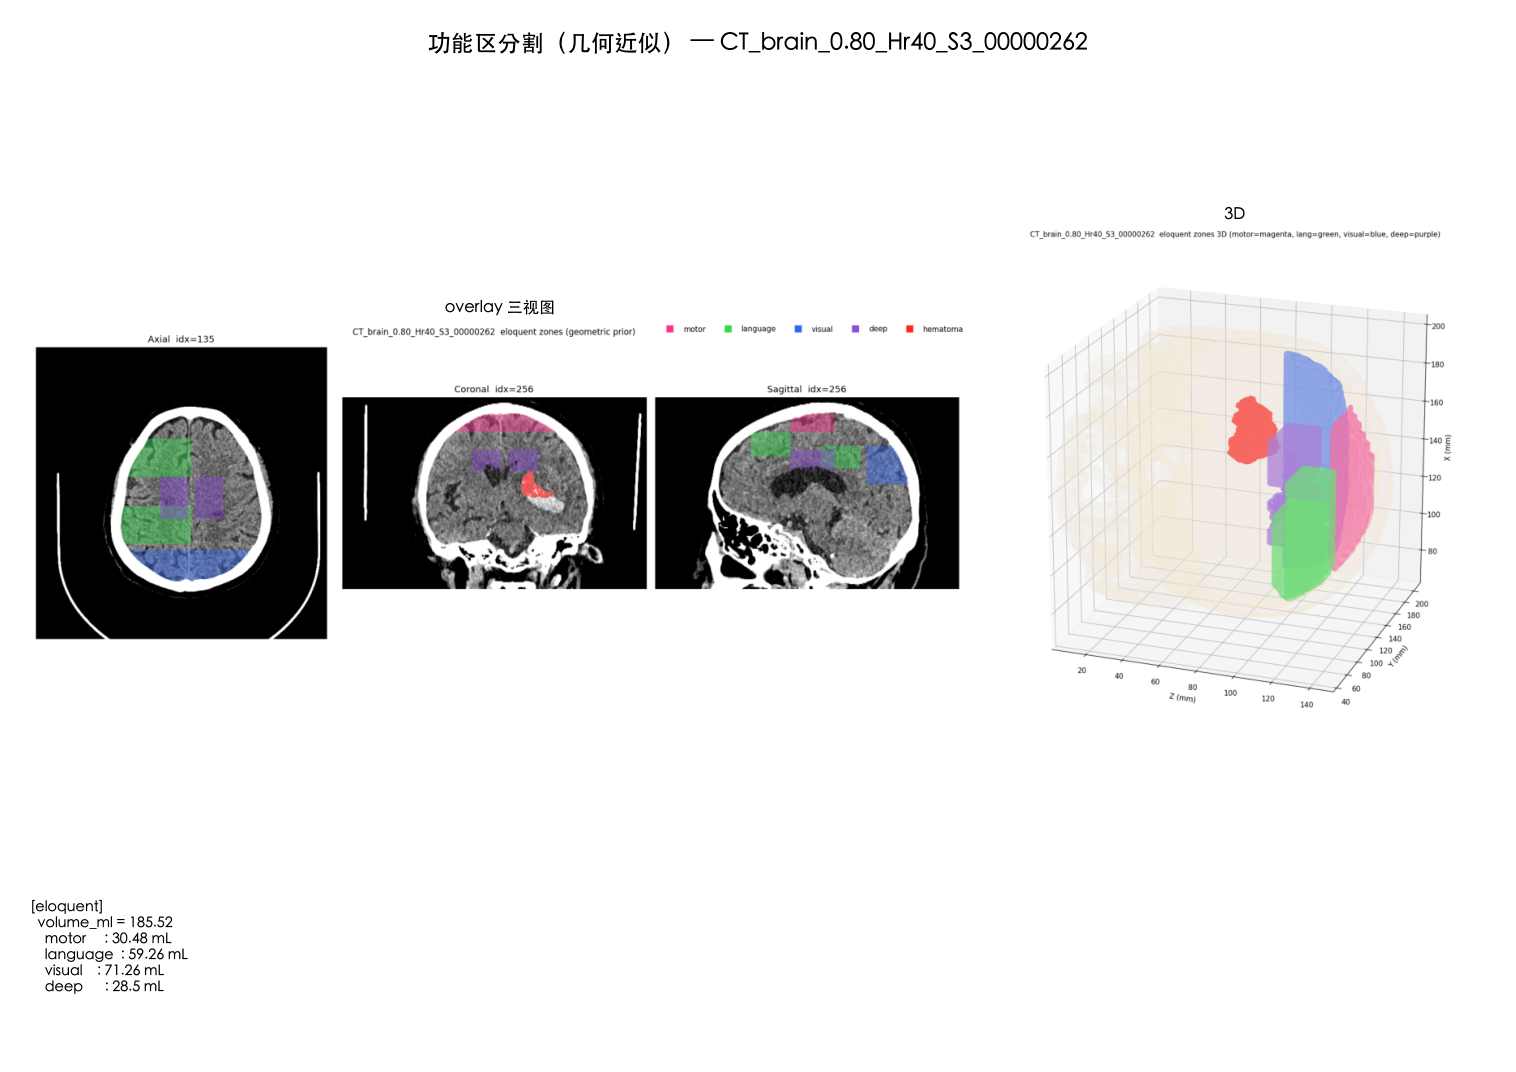 功能区分割（几何近似） — CT_brain_0.80_Hr40_S3_00000262
3D
CT_brain_0.80_Hr40_S3_00000262 eloquent zones 3D (motor=magenta, lang=green, visual=blue, deep=purple)
overlay 三视图
CT_brain_0.80_Hr40_S3_00000262 eloquent zones (geometric prior)
motor
language
visual
deep
hematoma
Axial idx=135
Coronal idx=256
Sagittal idx=256
200
180
160
140
120
100
80
X (mm)
200
180
160
140
120
100
80
60
40
Y (mm)
20
40
60
80
100
120
140
Z (mm)
[eloquent]
volume_ml = 185.52
motor : 30.48 mL
language : 59.26 mL
visual : 71.26 mL
deep : 28.5 mL